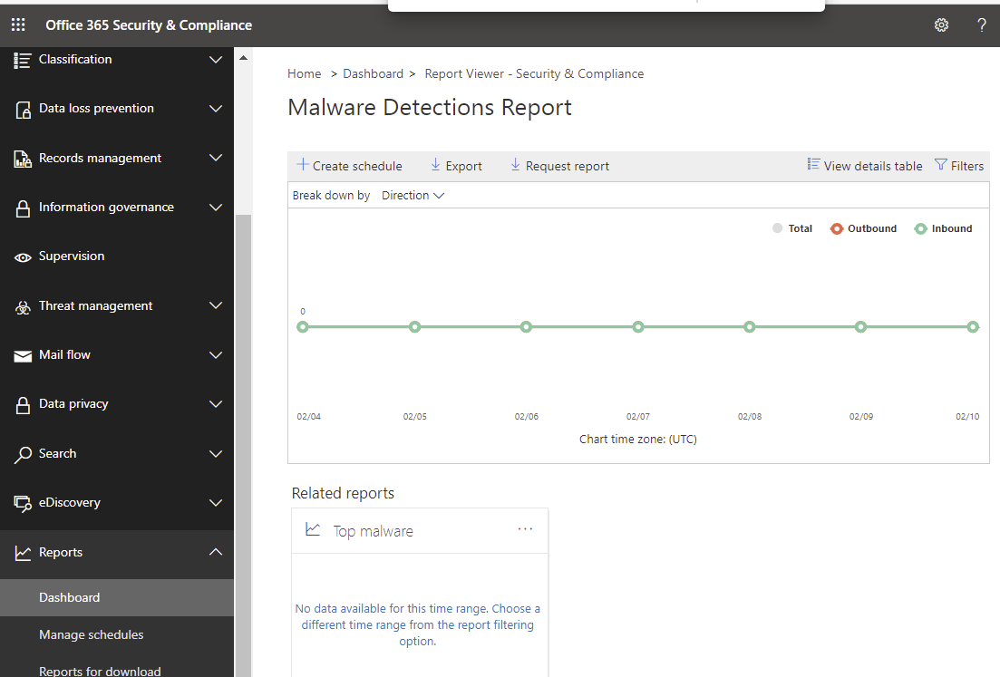 Office 365 Security & Compliance
?
Classification
Data loss prevention
Records management
Information governance
Supervision
Threat management
Mail flow
Data privacy
Search
eDiscovery
Reports
Dashboard
Manage schedules
Reports for download
Home > Dashboard > Report Viewer - Security & Compliance
Malware Detections Report
Create schedule Export Request report View details table Filters
Break down by Direction
Total Outbound Inbound
0
02/04 02/05 02/06 02/07 02/08 02/09 02/10
Chart time zone: (UTC)
Related reports
Top malware ...
No data available for this time range. Choose a
different time range from the report filtering
option.